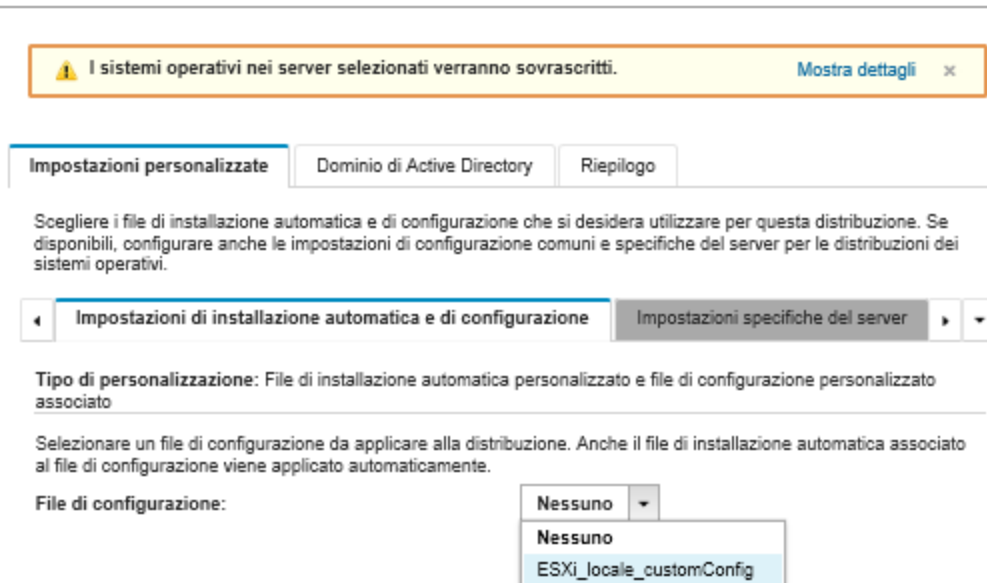 I sistemi operativi nei server selezionati verranno sovrascritti. Mostra dettagli ×
Impostazioni personalizzate Dominio di Active Directory Riepilogo
Scegliere i file di installazione automatica e di configurazione che si desidera utilizzare per questa distribuzione. Se
disponibili, configurare anche le impostazioni di configurazione comuni e specifiche del server per le distribuzioni dei
sistemi operativi.
Impostazioni di installazione automatica e di configurazione Impostazioni specifiche del server
Tipo di personalizzazione: File di installazione automatica personalizzato e file di configurazione personalizzato
associato
Selezionare un file di configurazione da applicare alla distribuzione. Anche il file di installazione automatica associato
al file di configurazione viene applicato automaticamente.
File di configurazione: Nessuno
Nessuno
ESXi_locale_customConfig